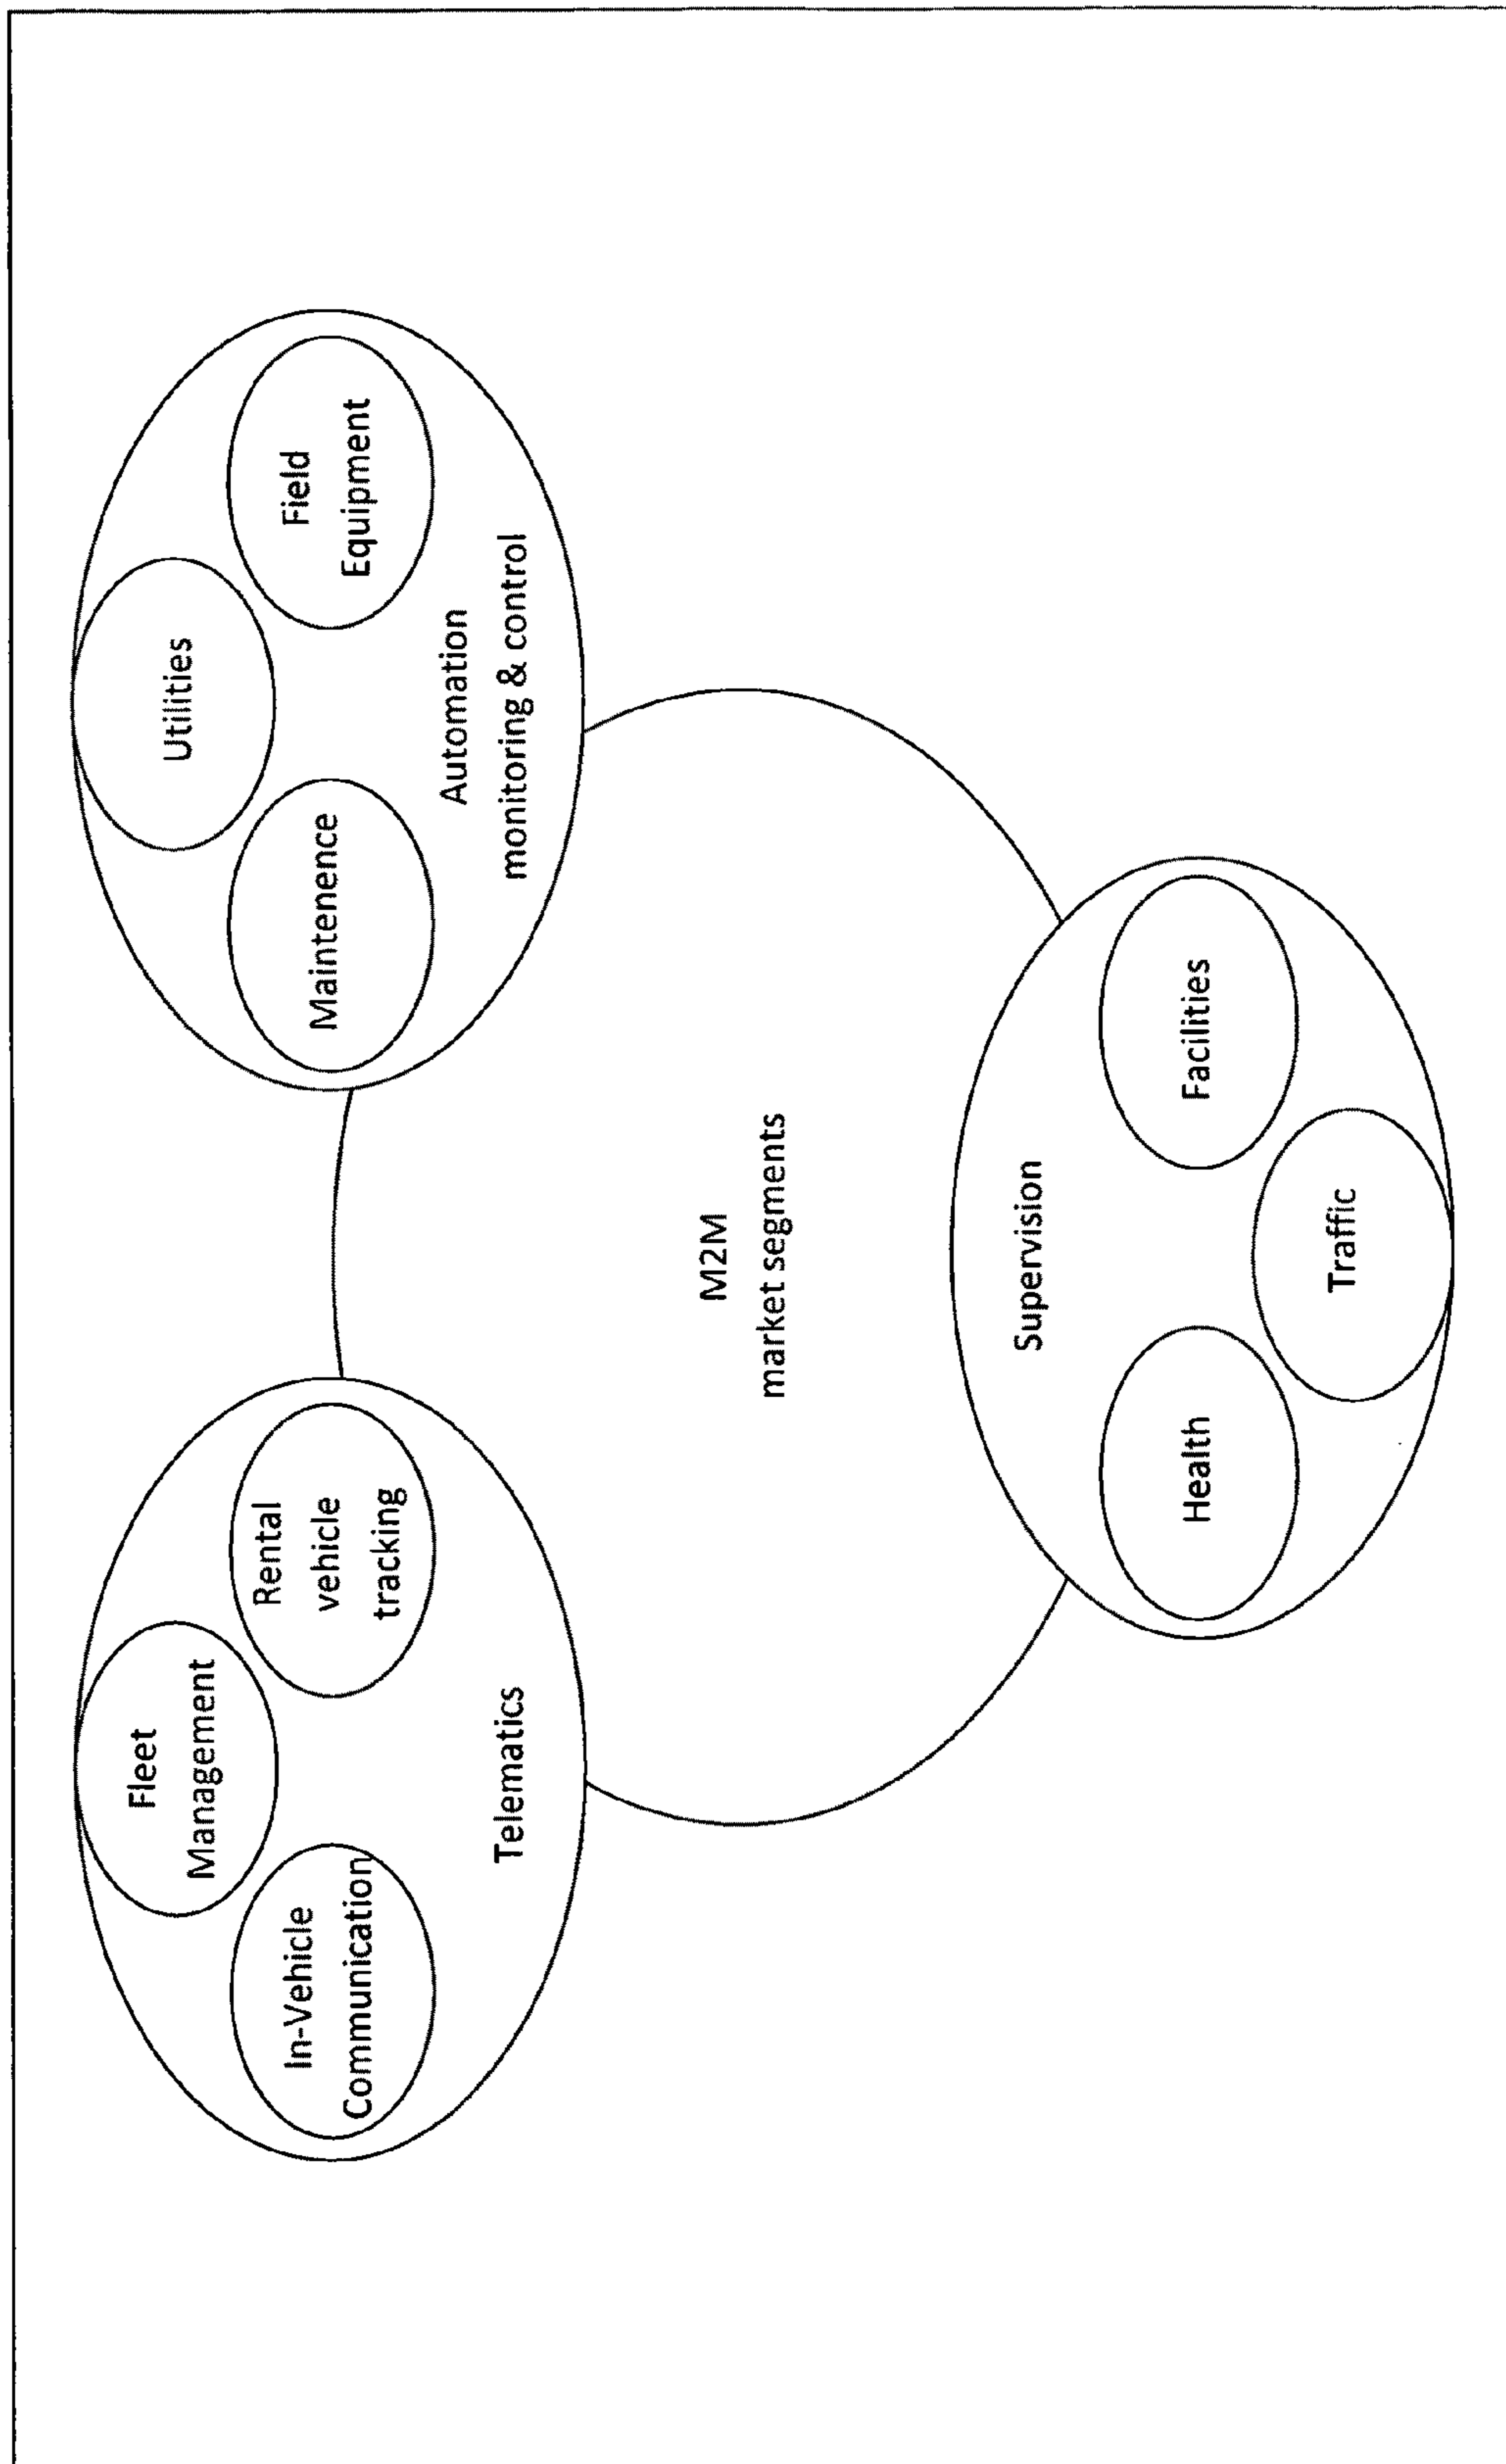 Fleet
Management
In-Vehicle
Communication
Rental
vehicle
tracking
Telematics
Utilities
Maintenence
Field
Equipment
Automation
monitoring & control
M2M
market segments
Supervision
Health
Facilities
Traffic